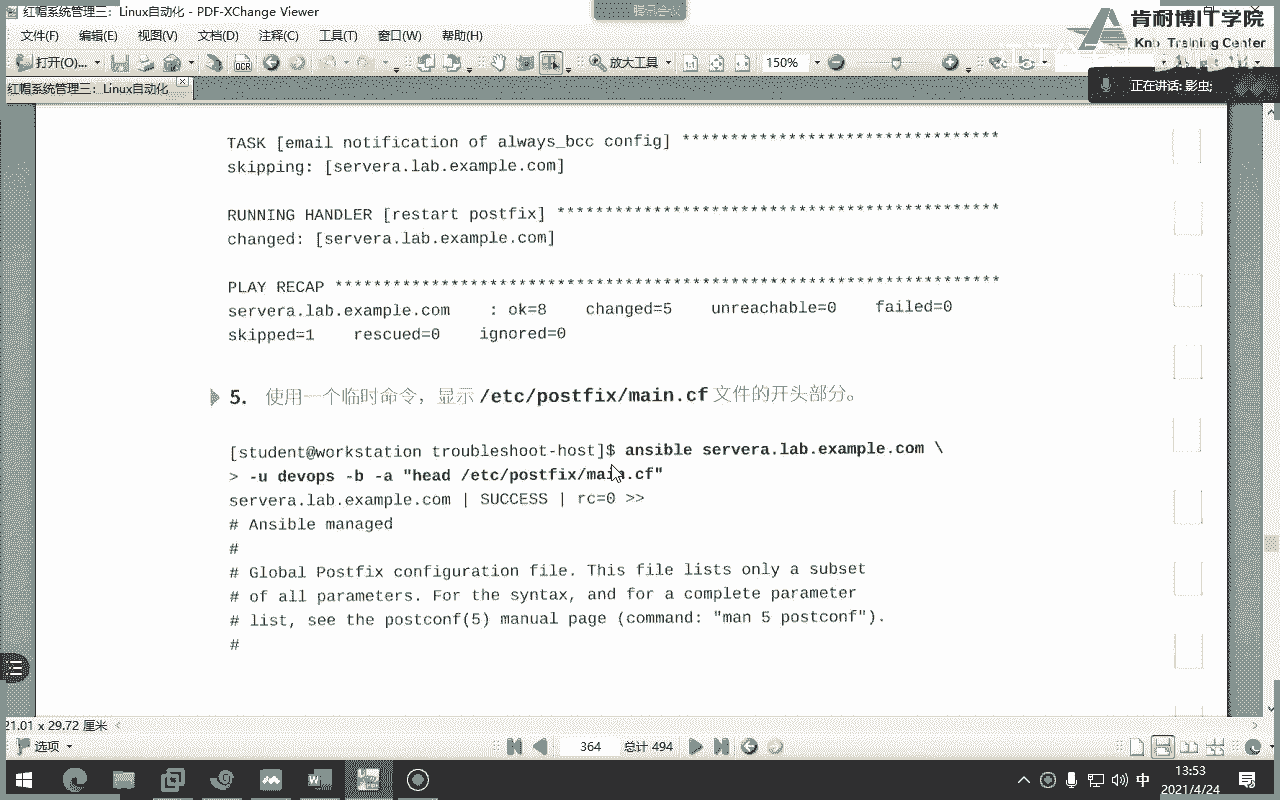 红帽系统管理三：Linux自动化 - PDF-XChange Viewer
肯耐博IT学院
Knb Training Center
文件(F) 编辑(E) 视图(V) 文档(D) 注释(C) 工具(T) 窗口(W) 帮助(H)
打开(O)... OCR 放大工具 150%
红帽系统管理三：Linux自动化
正在讲话: 影虫;
TASK [email notification of always_bcc config] *********************************
skipping: [servera.lab.example.com]
RUNNING HANDLER [restart postfix] **********************************************
changed: [servera.lab.example.com]
PLAY RECAP *********************************************************************
servera.lab.example.com : ok=8 changed=5 unreachable=0 failed=0
skipped=1 rescued=0 ignored=0
5. 使用一个临时命令，显示 /etc/postfix/main.cf 文件的开头部分。
[student@workstation troubleshoot-host]$ ansible servera.lab.example.com \
> -u devops -b -a "head /etc/postfix/main.cf"
servera.lab.example.com | SUCCESS | rc=0 >>
# Ansible managed
#
# Global Postfix configuration file. This file lists only a subset
# of all parameters. For the syntax, and for a complete parameter
# list, see the postconf(5) manual page (command: "man 5 postconf").
#
21.01 x 29.72 厘米
选项 364 总计 494
中 13:53
2021/4/24